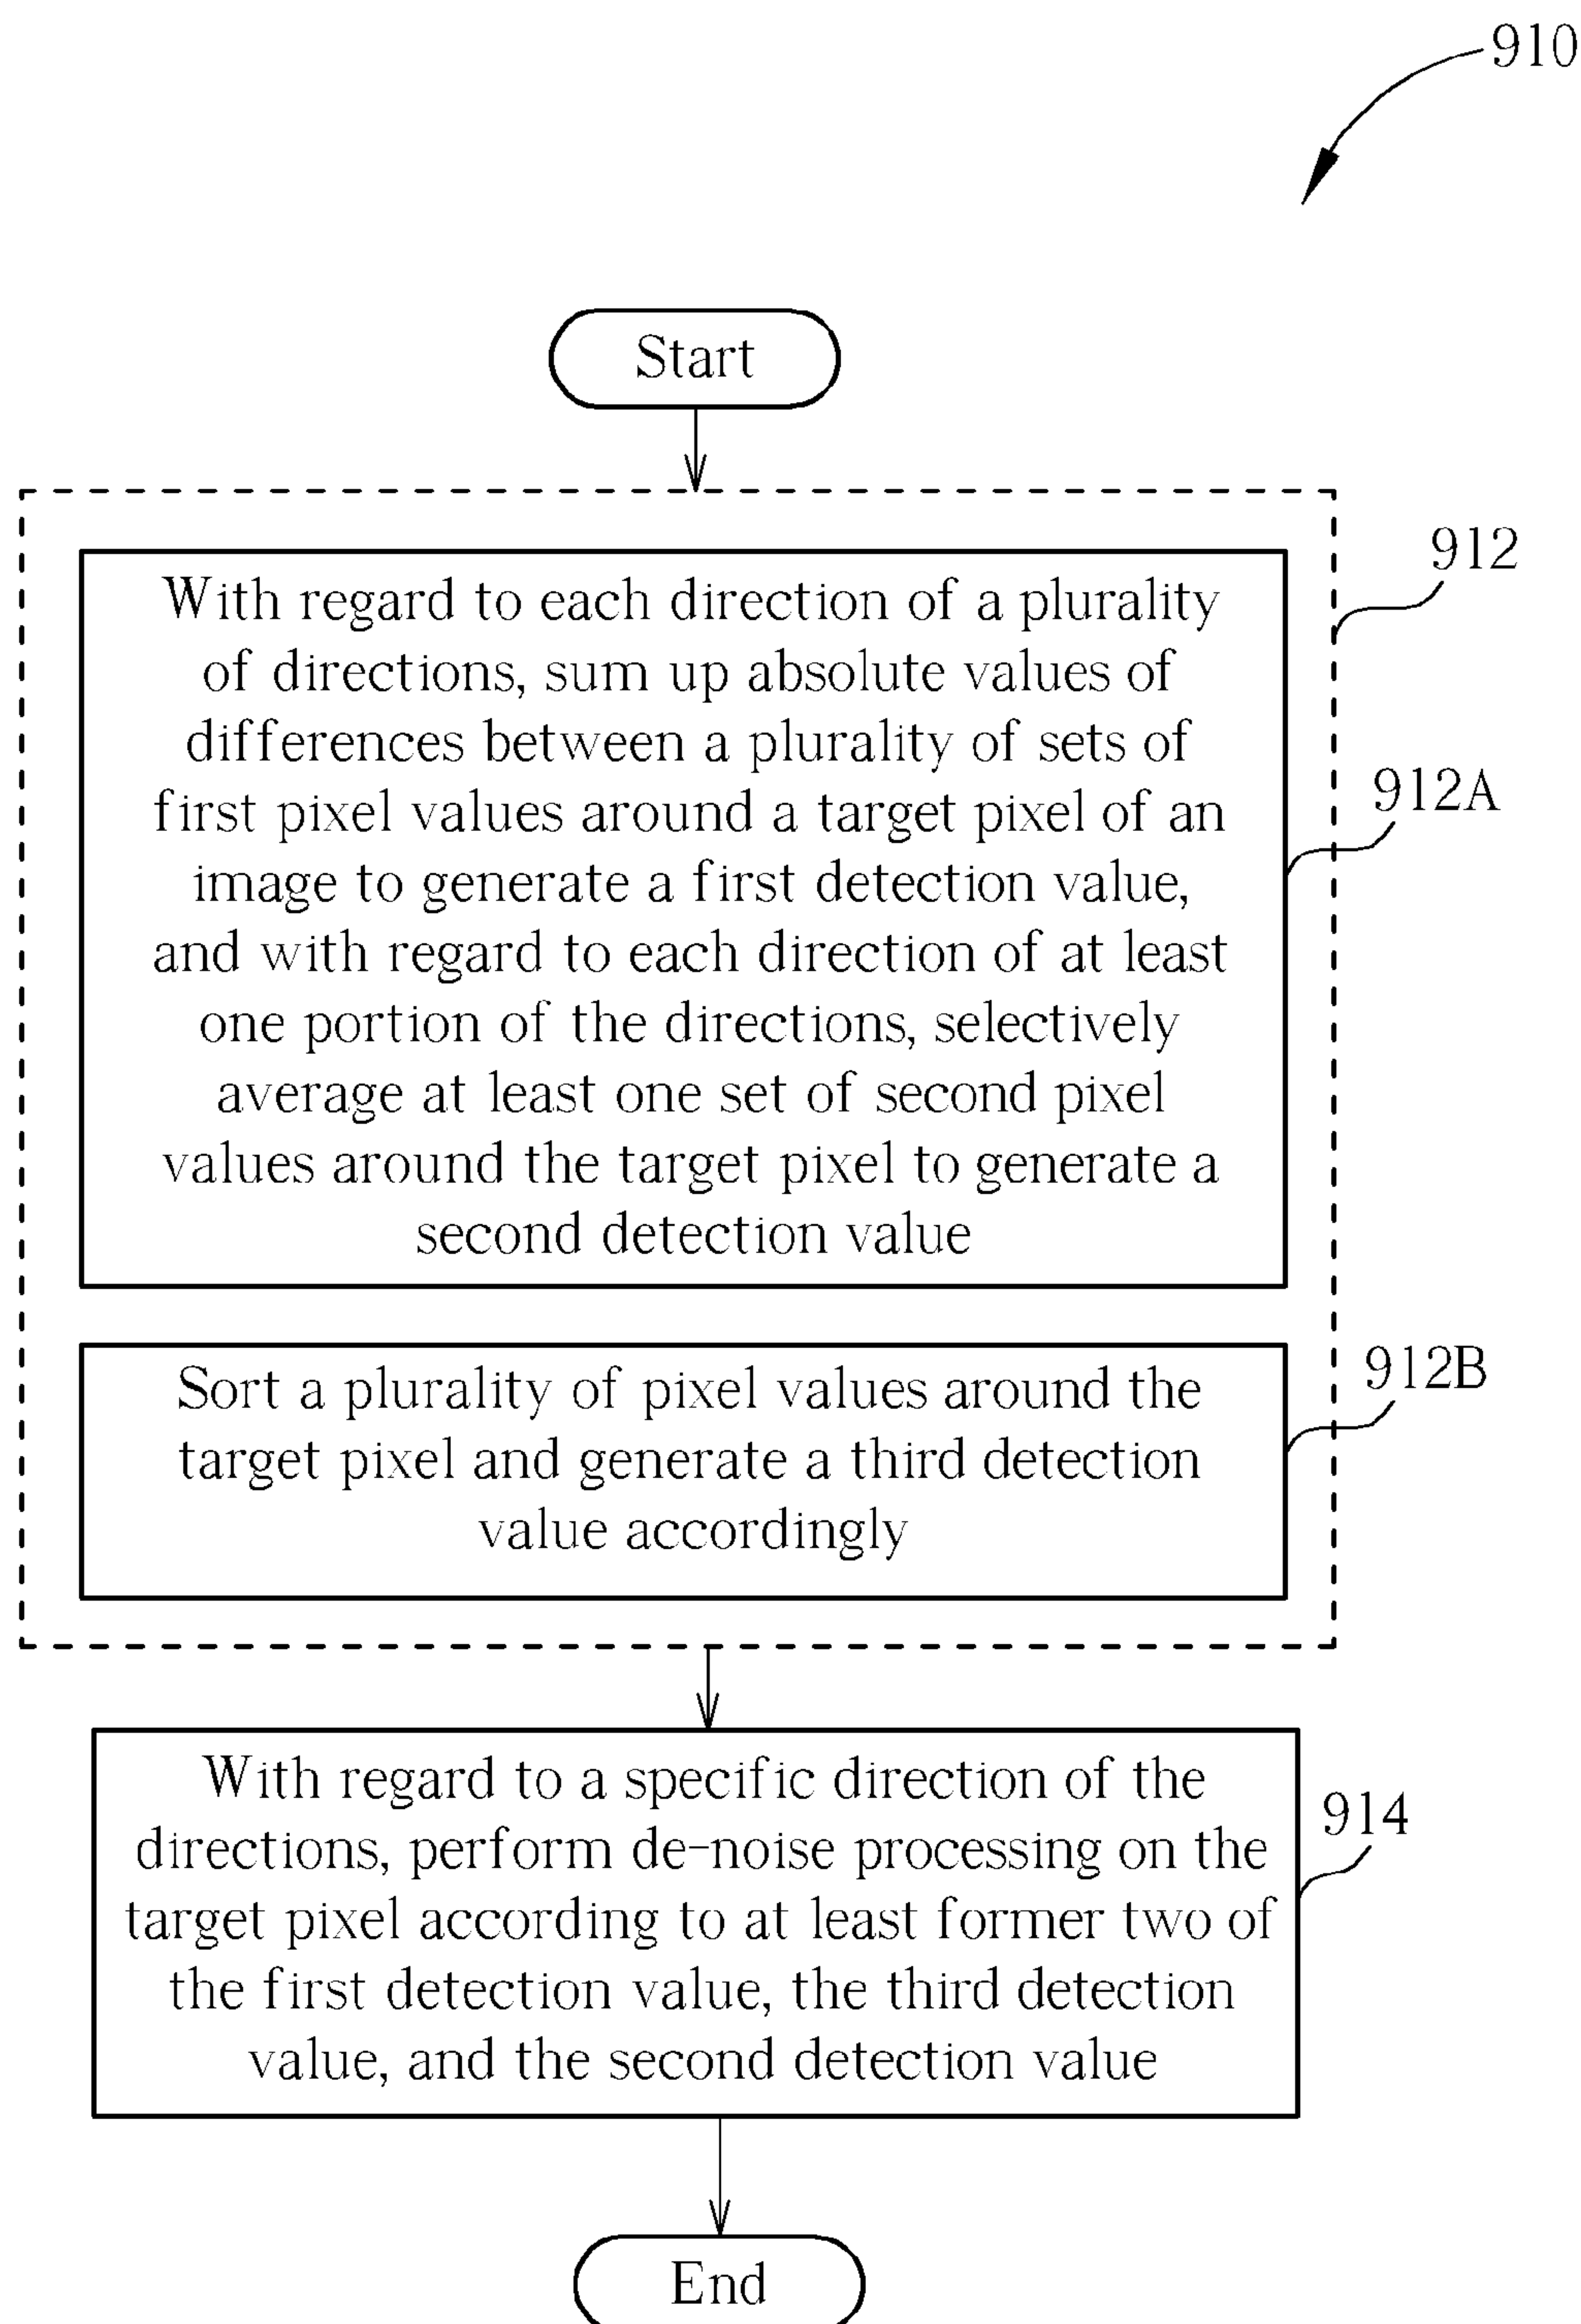 910
Start
912
With regard to each direction of a plurality
of directions, sum up absolute values of
differences between a plurality of sets of
first pixel values around a target pixel of an
image to generate a first detection value,
and with regard to each direction of at least
one portion of the directions, selectively
average at least one set of second pixel
values around the target pixel to generate a
second detection value
912A
Sort a plurality of pixel values around the
target pixel and generate a third detection
value accordingly
912B
With regard to a specific direction of the
directions, perform de-noise processing on the
target pixel according to at least former two of
the first detection value, the third detection
value, and the second detection value
914
End